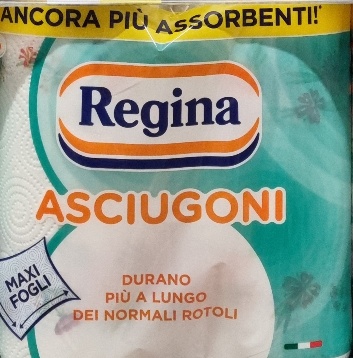 ANCORA PIÙ ASSORBENTI!*
Regina
ASCIUGONI
MAXI
FOGLI
DURANO
PIÙ A LUNGO
DEI NORMALI ROTOLI